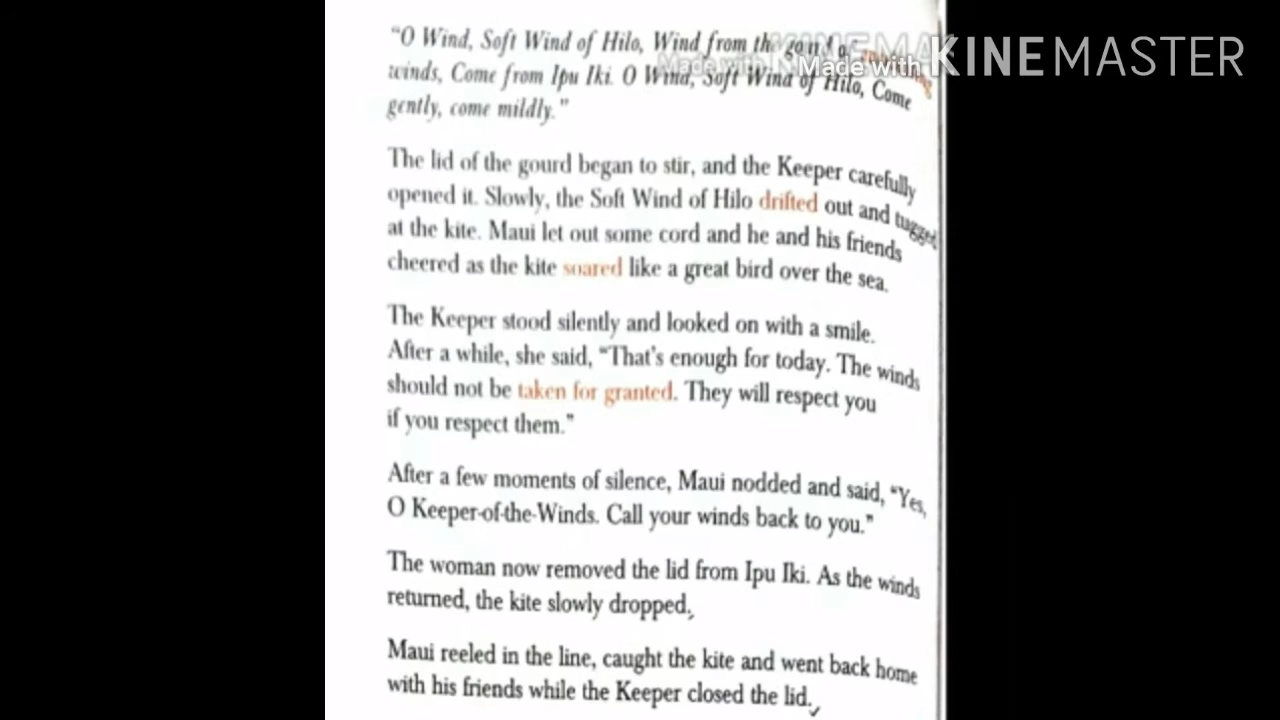 "O Wind, Soft Wind of Hilo, Wind from the gourd of
winds, Come from Ipu Iki. O Wind, Soft Wind of Hilo, Come
gently, come mildly."
The lid of the gourd began to stir, and the Keeper carefully
opened it. Slowly, the Soft Wind of Hilo drifted out and tugged
at the kite. Maui let out some cord and he and his friends
cheered as the kite soared like a great bird over the sea.
The Keeper stood silently and looked on with a smile.
After a while, she said, "That's enough for today. The winds
should not be taken for granted. They will respect you
if you respect them."
After a few moments of silence, Maui nodded and said, "Yes,
O Keeper-of-the-Winds. Call your winds back to you."
The woman now removed the lid from Ipu Iki. As the winds
returned, the kite slowly dropped.
Maui reeled in the line, caught the kite and went back home
with his friends while the Keeper closed the lid.
Made with KINEMASTER